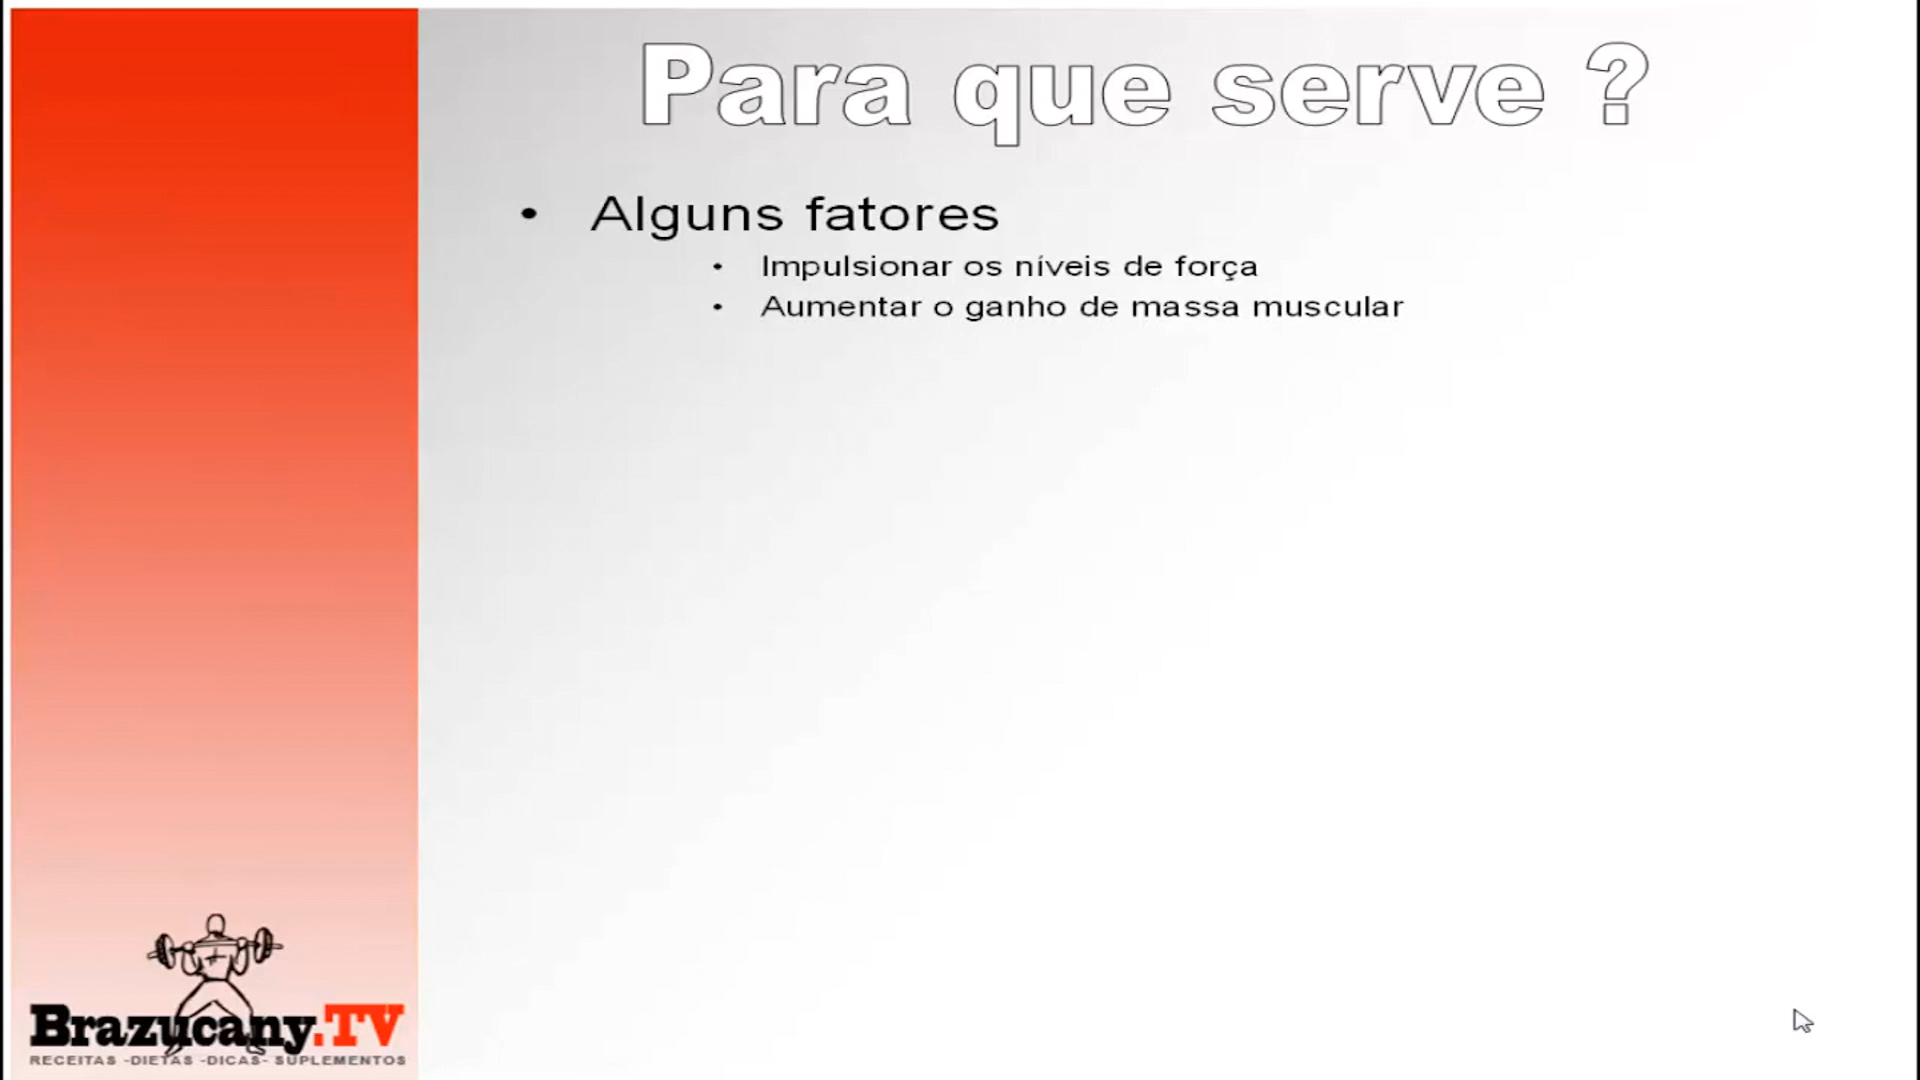 Para que serve ?
• Alguns fatores
• Impulsionar os níveis de força
• Aumentar o ganho de massa muscular
Brazucany.TV
RECEITAS -DIETAS -DICAS- SUPLEMENTOS